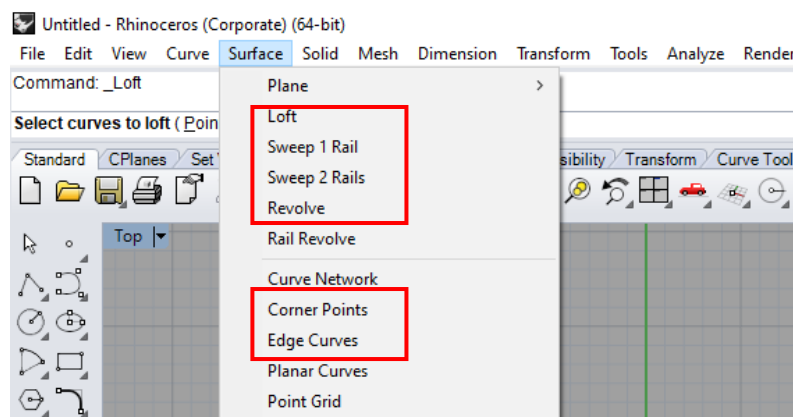 Untitled - Rhinoceros (Corporate) (64-bit)
File Edit View Curve Surface Solid Mesh Dimension Transform Tools Analyze Render
Command: _Loft
Select curves to loft ( Poin
Standard CPlanes Set
sibility Transform Curve Tool
Top
Plane
Loft
Sweep 1 Rail
Sweep 2 Rails
Revolve
Rail Revolve
Curve Network
Corner Points
Edge Curves
Planar Curves
Point Grid